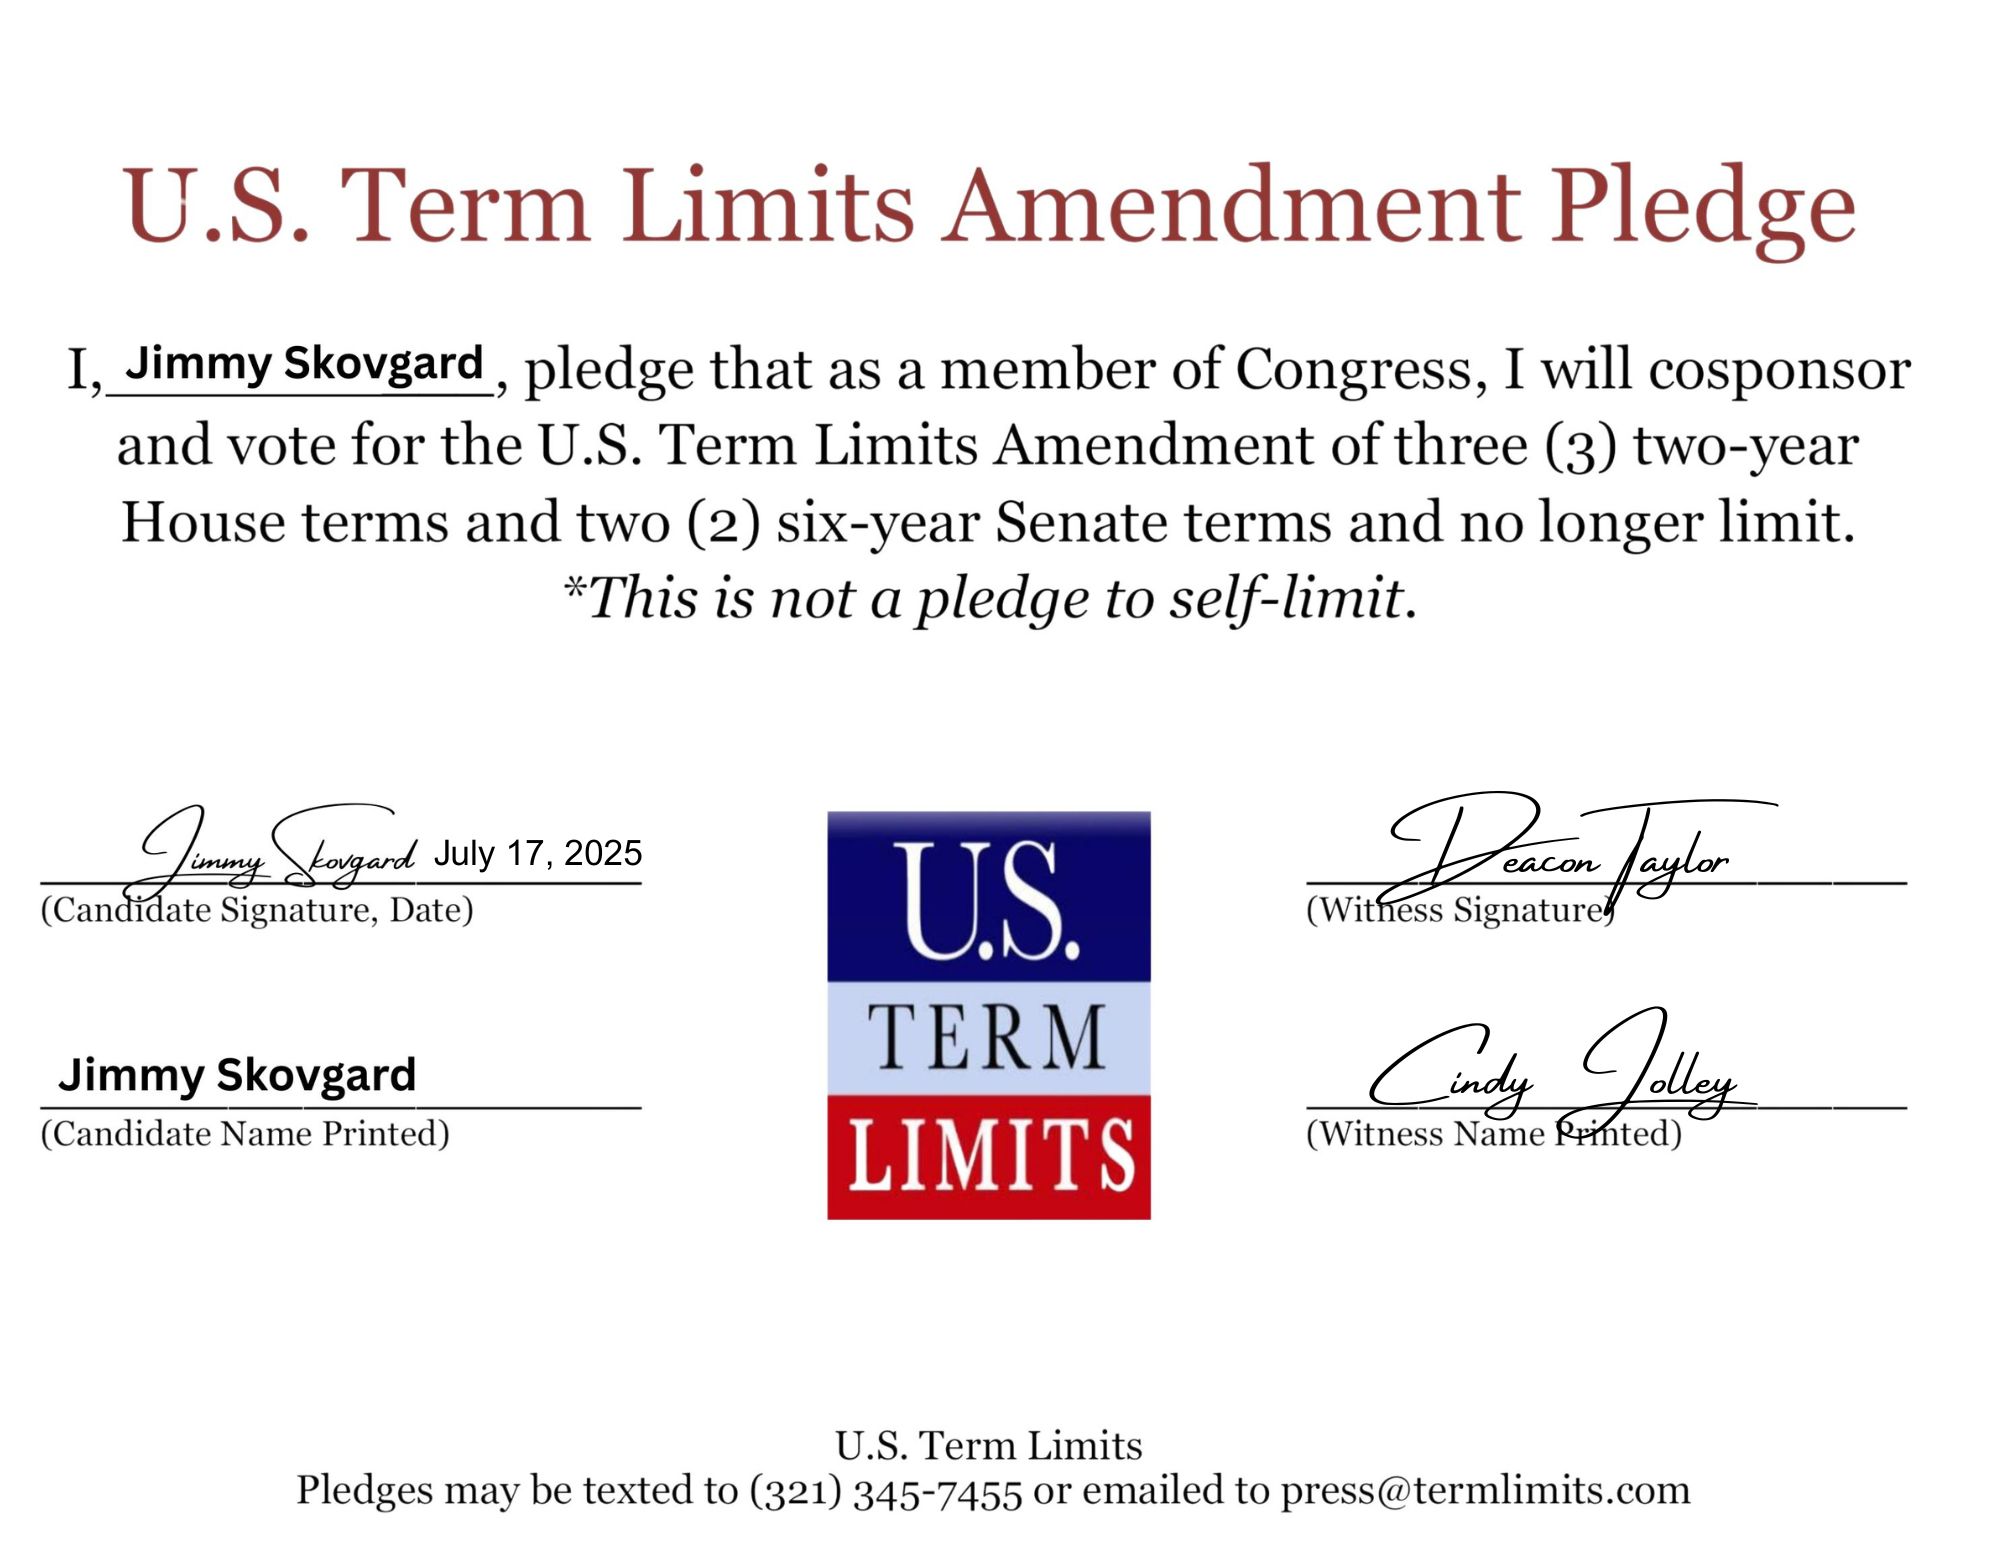 U.S. Term Limits Amendment Pledge
I, Jimmy Skovgard, pledge that as a member of Congress, I will cosponsor
and vote for the U.S. Term Limits Amendment of three (3) two-year
House terms and two (2) six-year Senate terms and no longer limit.
*This is not a pledge to self-limit.
Jimmy Skovgard July 17, 2025
(Candidate Signature, Date)
Jimmy Skovgard
(Candidate Name Printed)
U.S.
TERM
LIMITS
Deacon Taylor
(Witness Signature)
Cindy Jolley
(Witness Name Printed)
U.S. Term Limits
Pledges may be texted to (321) 345-7455 or emailed to press@termlimits.com